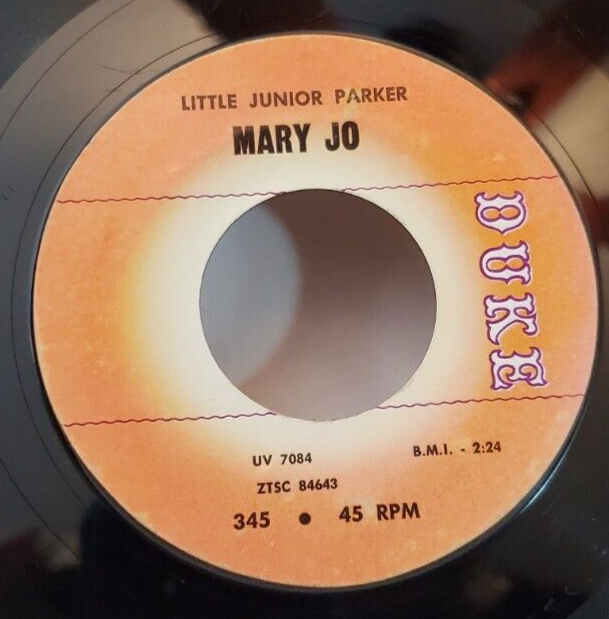 LITTLE JUNIOR PARKER
MARY JO
DUKE
UV 7084
B.M.I. - 2:24
ZTSC 84643
345 • 45 RPM